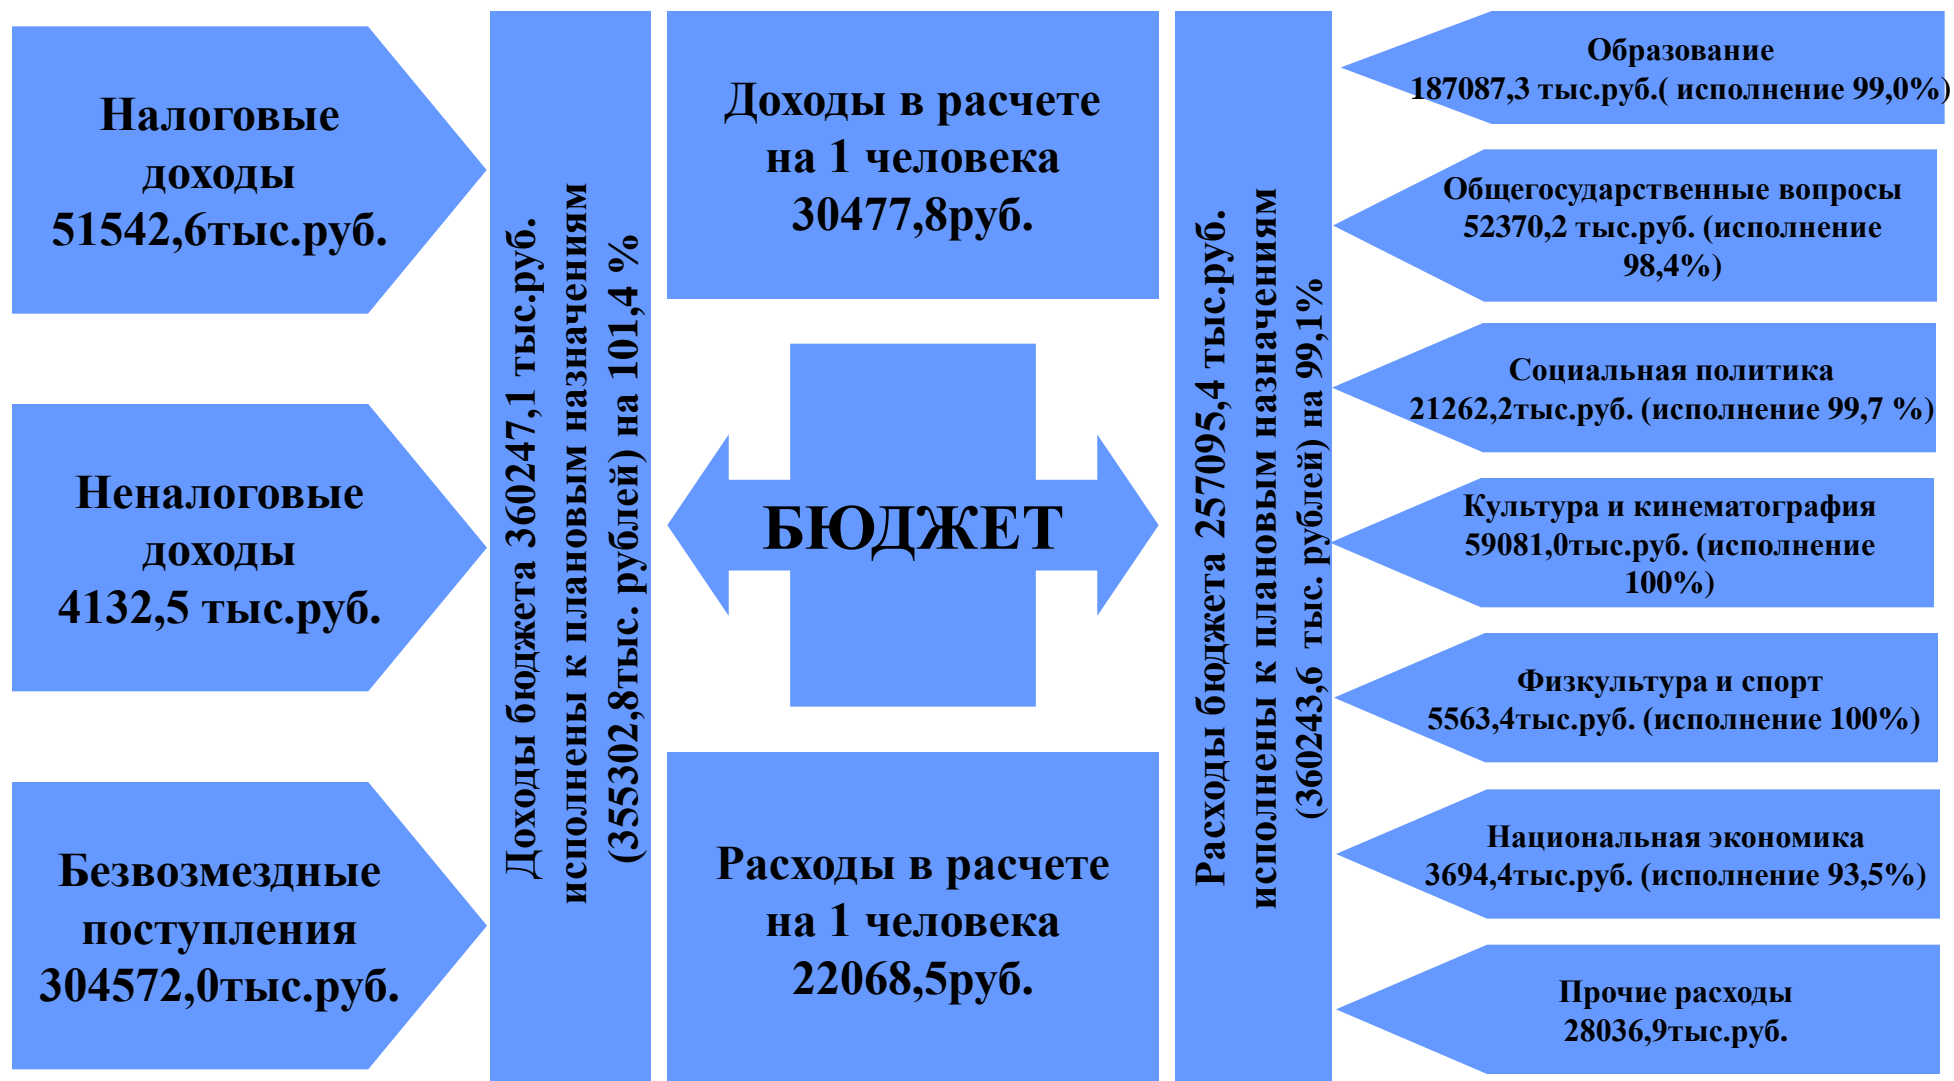 Налоговые
доходы
51542,6тыс.руб.
Неналоговые
доходы
4132,5 тыс.руб.
Безвозмездные
поступления
304572,0тыс.руб.
Доходы бюджета 360247,1 тыс.руб.
исполнены к плановым назначениям
(355302,8тыс. рублей) на 101,4 %
Доходы в расчете
на 1 человека
30477,8руб.
БЮДЖЕТ
Расходы в расчете
на 1 человека
22068,5руб.
Расходы бюджета 257095,4 тыс.руб.
исполнены к плановым назначениям
(360243,6 тыс. рублей) на 99,1%
Образование
187087,3 тыс.руб.( исполнение 99,0%)
Общегосударственные вопросы
52370,2 тыс.руб. (исполнение
98,4%)
Социальная политика
21262,2тыс.руб. (исполнение 99,7 %)
Культура и кинематография
59081,0тыс.руб. (исполнение
100%)
Физкультура и спорт
5563,4тыс.руб. (исполнение 100%)
Национальная экономика
3694,4тыс.руб. (исполнение 93,5%)
Прочие расходы
28036,9тыс.руб.